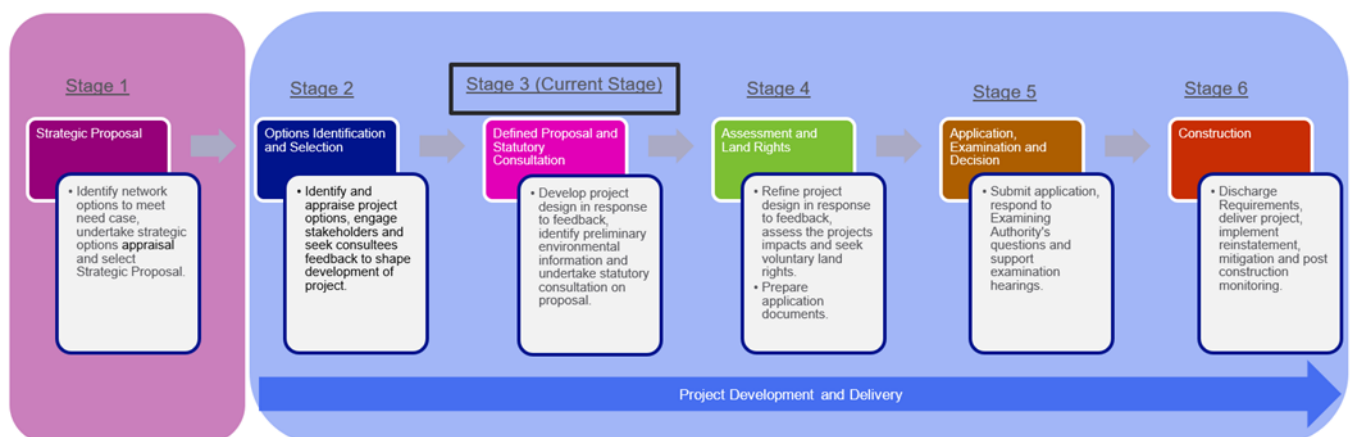 Stage 1
Strategic Proposal
• Identify network
options to meet
need case,
undertake strategic
options appraisal
and select
Strategic Proposal.
Stage 2
Options Identification
and Selection
• Identify and
appraise project
options, engage
stakeholders and
seek consultees
feedback to shape
development of
project.
Stage 3 (Current Stage)
Defined Proposal and
Statutory
Consultation
• Develop project
design in response
to feedback,
identify preliminary
environmental
information and
undertake statutory
consultation on
proposal.
Stage 4
Assessment and
Land Rights
• Refine project
design in response
to feedback,
assess the projects
impacts and seek
voluntary land
rights.
• Prepare
application
documents.
Stage 5
Application,
Examination and
Decision
• Submit application,
respond to
Examining
Authority's
questions and
support
examination
hearings.
Stage 6
Construction
• Discharge
Requirements,
deliver project,
implement
reinstatement,
mitigation and post
construction
monitoring.
Project Development and Delivery